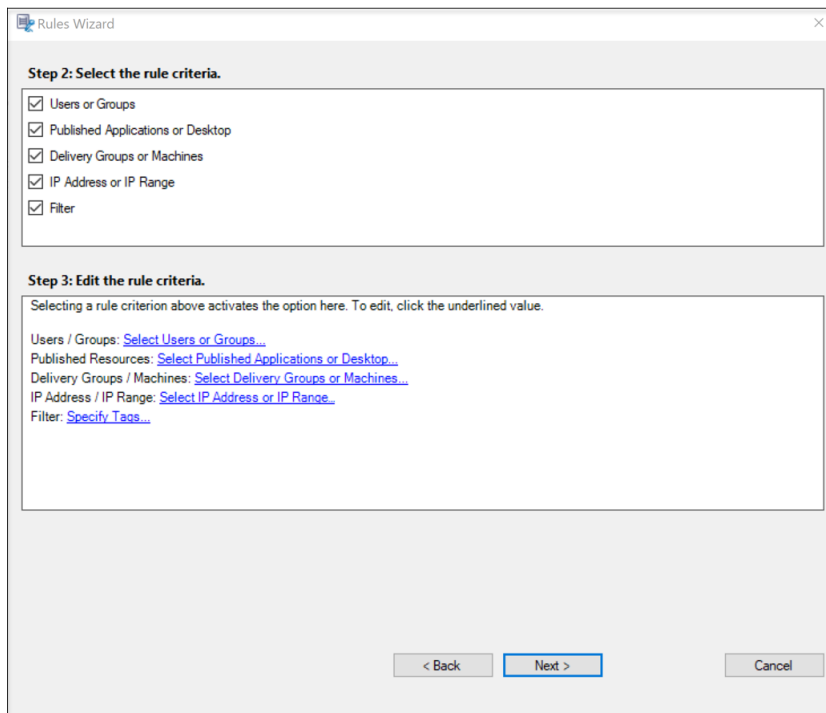 Rules Wizard
Step 2: Select the rule criteria.
Users or Groups
Published Applications or Desktop
Delivery Groups or Machines
IP Address or IP Range
Filter
Step 3: Edit the rule criteria.
Selecting a rule criterion above activates the option here. To edit, click the underlined value.
Users / Groups: Select Users or Groups...
Published Resources: Select Published Applications or Desktop...
Delivery Groups / Machines: Select Delivery Groups or Machines...
IP Address / IP Range: Select IP Address or IP Range..
Filter: Specify Tags...
< Back Next > Cancel